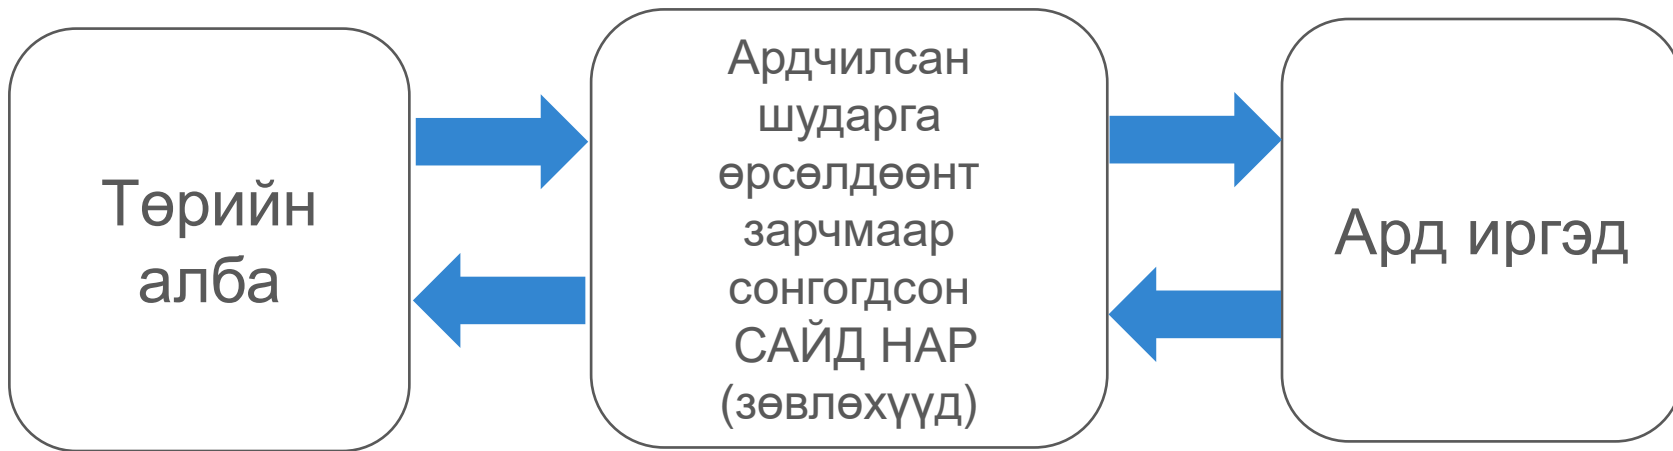 Төрийн
алба
Ардчилсан
шударга
өрсөлдөөнт
зарчмаар
сонгогдсон
САЙД НАР
(зөвлөхүүд)
Ард иргэд